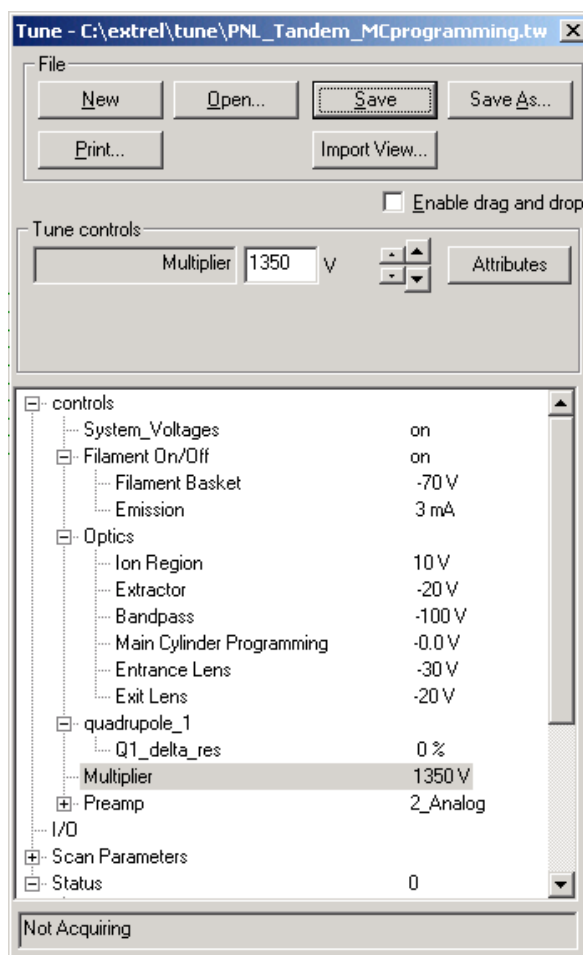 Tune - C:\extrel\tune\PNL_Tandem_MCprogramming.tw
File
New Open... Save Save As...
Print... Import View...
Enable drag and drop
Tune controls
Multiplier 1350 V Attributes
controls
System_Voltages on
Filament On/Off on
Filament Basket -70 V
Emission 3 mA
Optics
Ion Region 10 V
Extractor -20 V
Bandpass -100 V
Main Cylinder Programming -0.0 V
Entrance Lens -30 V
Exit Lens -20 V
quadrupole_1
Q1_delta_res 0 %
Multiplier 1350 V
Preamp 2_Analog
I/O
Scan Parameters
Status 0
Not Acquiring